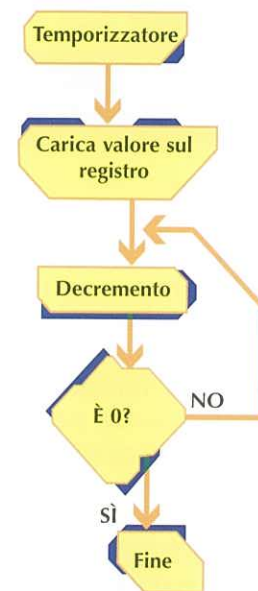 Temporizzatore
Carica valore sul
registro
Decremento
È 0?
NO
SÌ
Fine